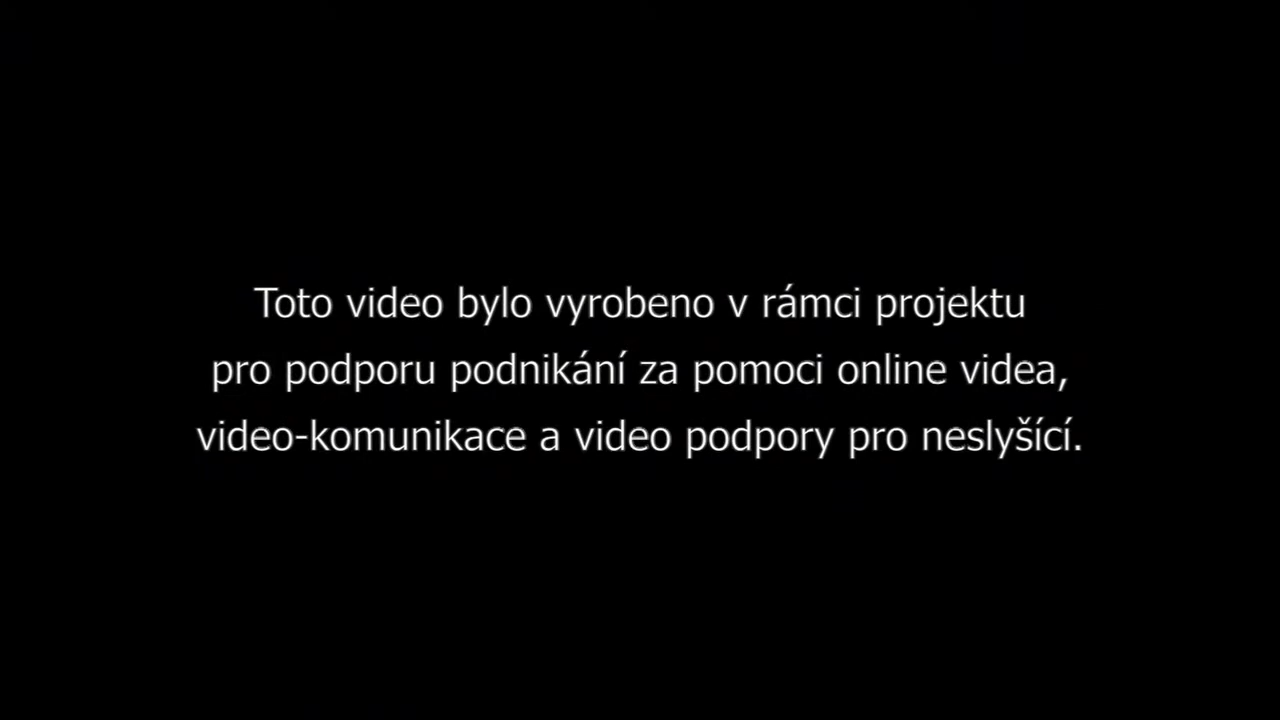 Toto video bylo vyrobeno v rámci projektu
pro podporu podnikání za pomoci online videa,
video-komunikace a video podpory pro neslyšící.